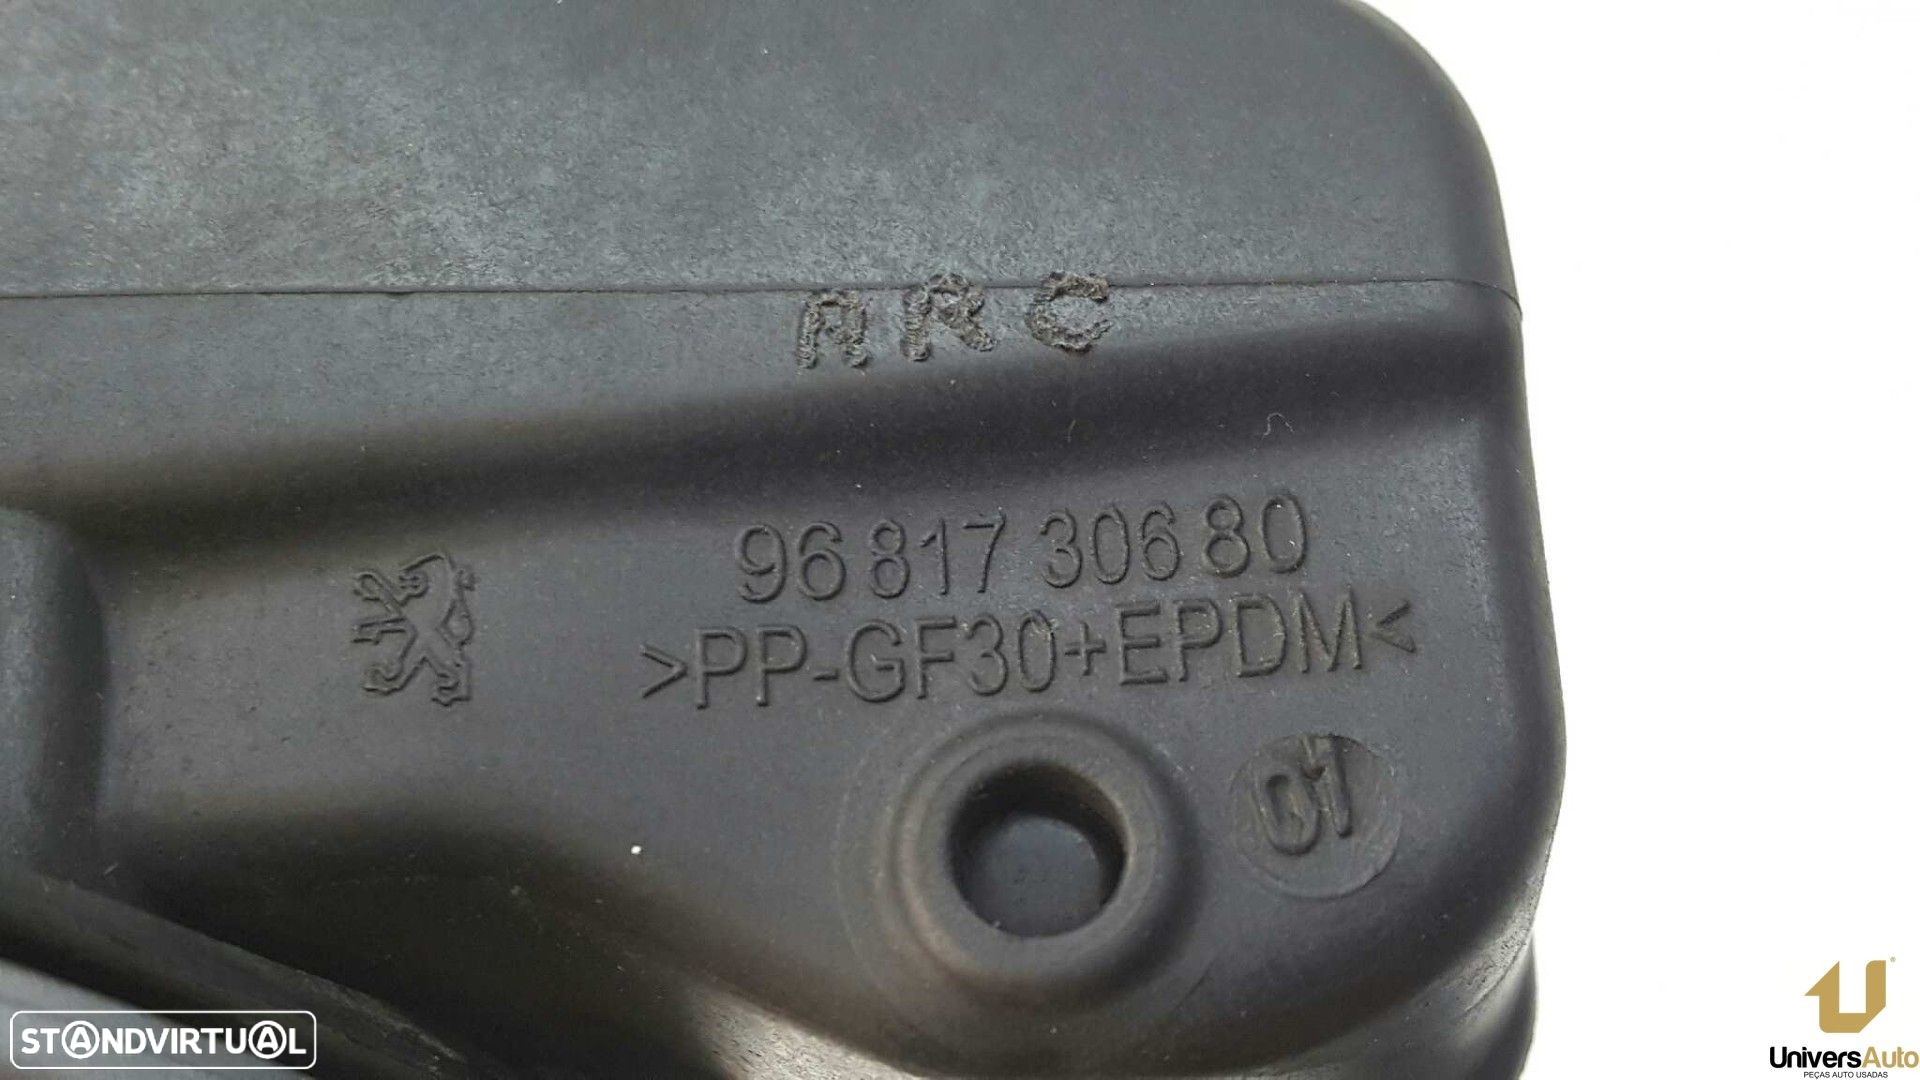 ARC
96 817 306 80
>PP-GF30+EPDM<
01
STANDVIRTUAL
UniversAuto
PEÇAS AUTO USADAS